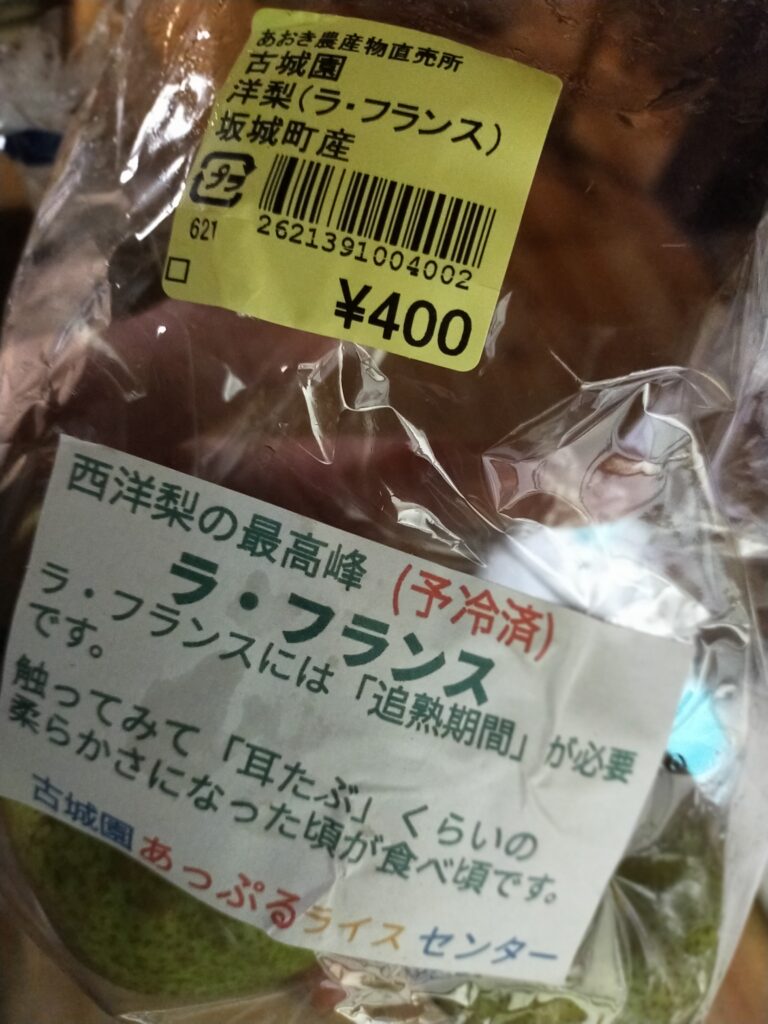 あおき農産物直売所
古城園
洋梨(ラ・フランス)
坂城町産
プラ
621
2621391004002
¥400
西洋梨の最高峰
(予冷済)
ラ・フランス
ラ・フランスには「追熟期間」が必要
です。
触ってみて「耳たぶ」くらいの
柔らかさになった頃が食べ頃です。
古城園あっぷるライスセンター